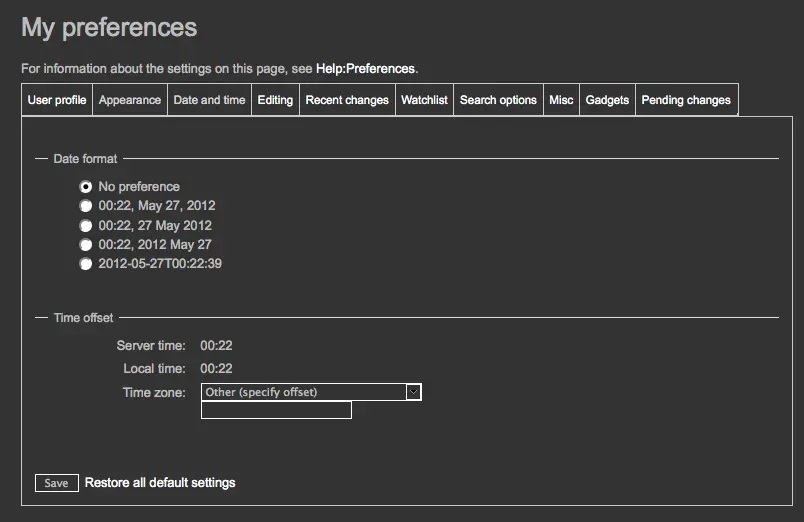 My preferences
For information about the settings on this page, see Help:Preferences.
User profile Appearance Date and time Editing Recent changes Watchlist Search options Misc Gadgets Pending changes
Date format
No preference
00:22, May 27, 2012
00:22, 27 May 2012
00:22, 2012 May 27
2012-05-27T00:22:39
Time offset
Server time: 00:22
Local time: 00:22
Time zone: Other (specify offset)
Save Restore all default settings